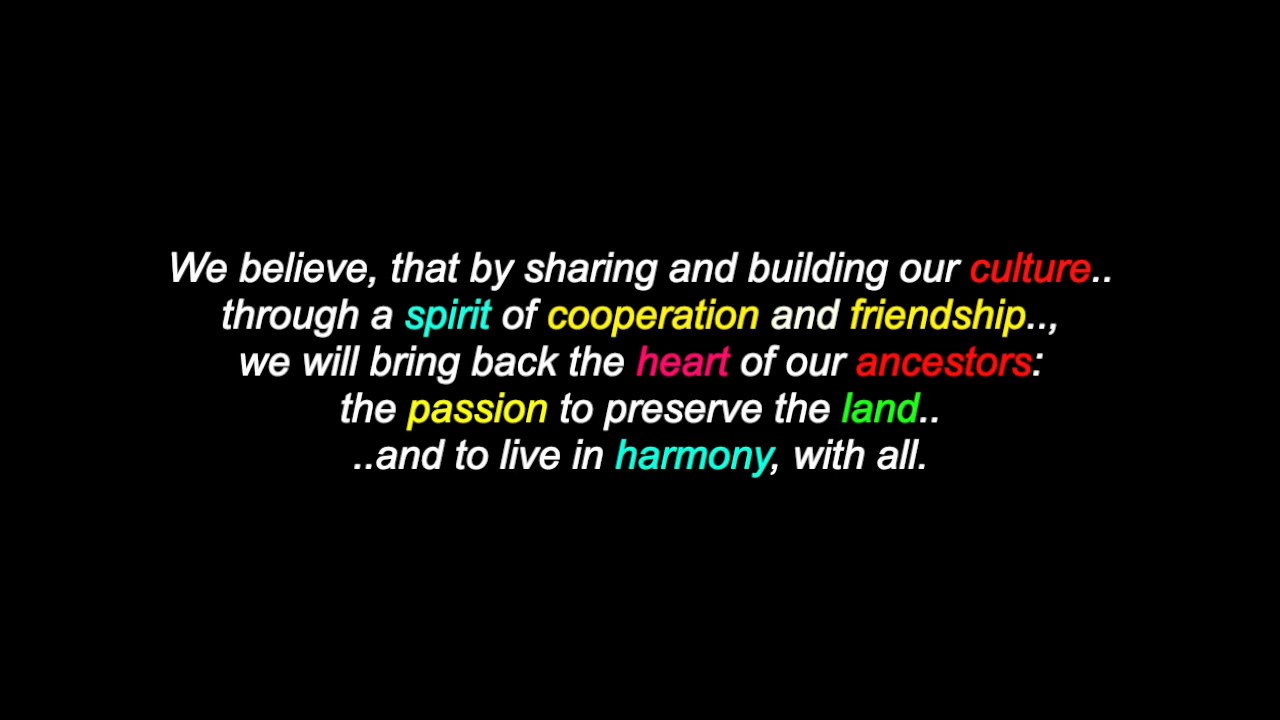 We believe, that by sharing and building our culture..
through a spirit of cooperation and friendship..,
we will bring back the heart of our ancestors:
the passion to preserve the land..
..and to live in harmony, with all.